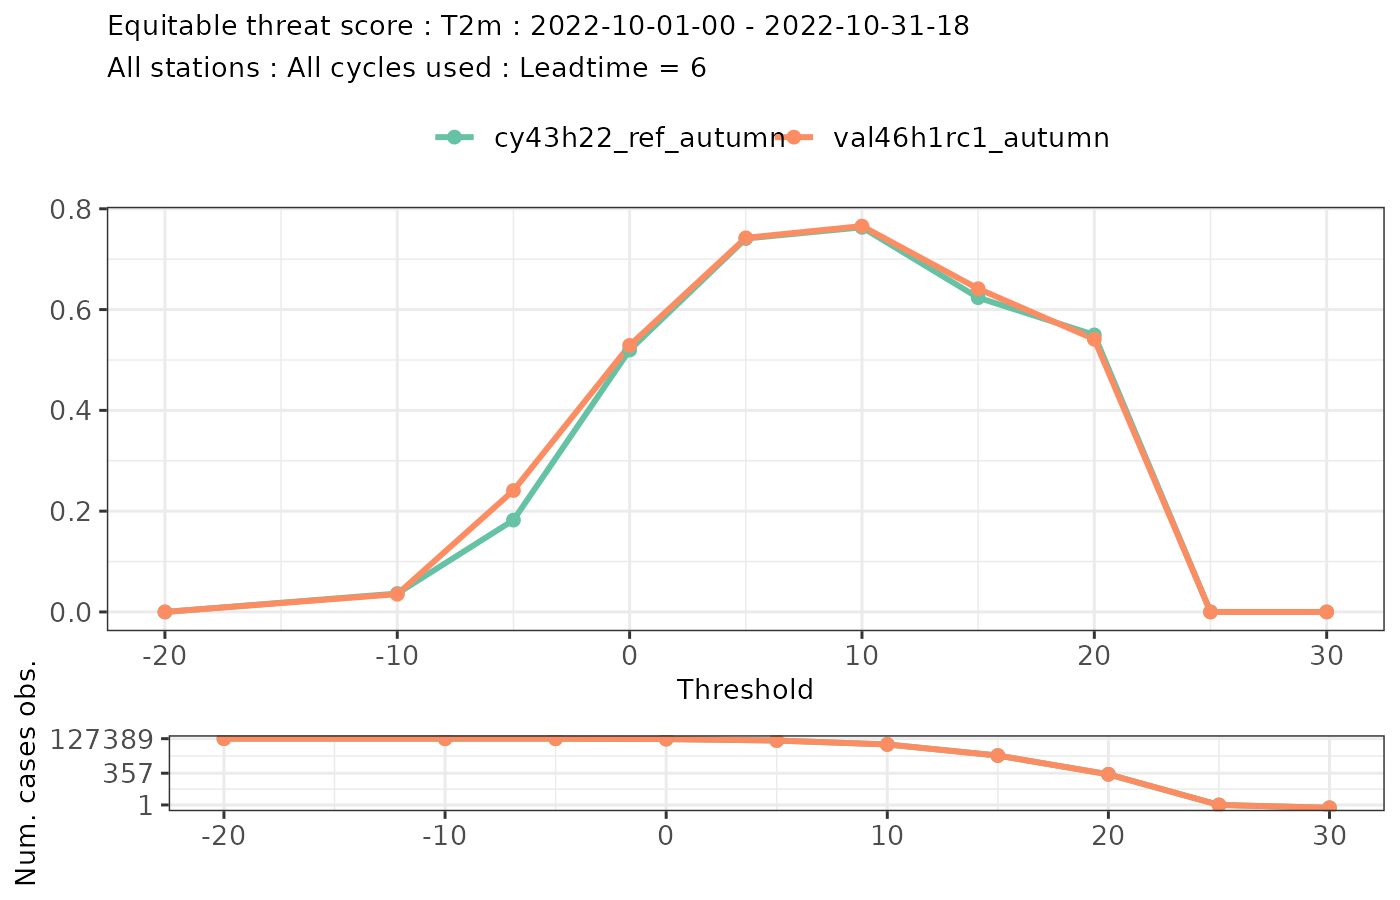 Equitable threat score : T2m : 2022-10-01-00 - 2022-10-31-18
All stations : All cycles used : Leadtime = 6
cy43h22_ref_autumn val46h1rc1_autumn
0.8
0.6
0.4
0.2
0.0
-20 -10 0 10 20 30
Threshold
Num. cases obs.
127389
357
1
-20 -10 0 10 20 30